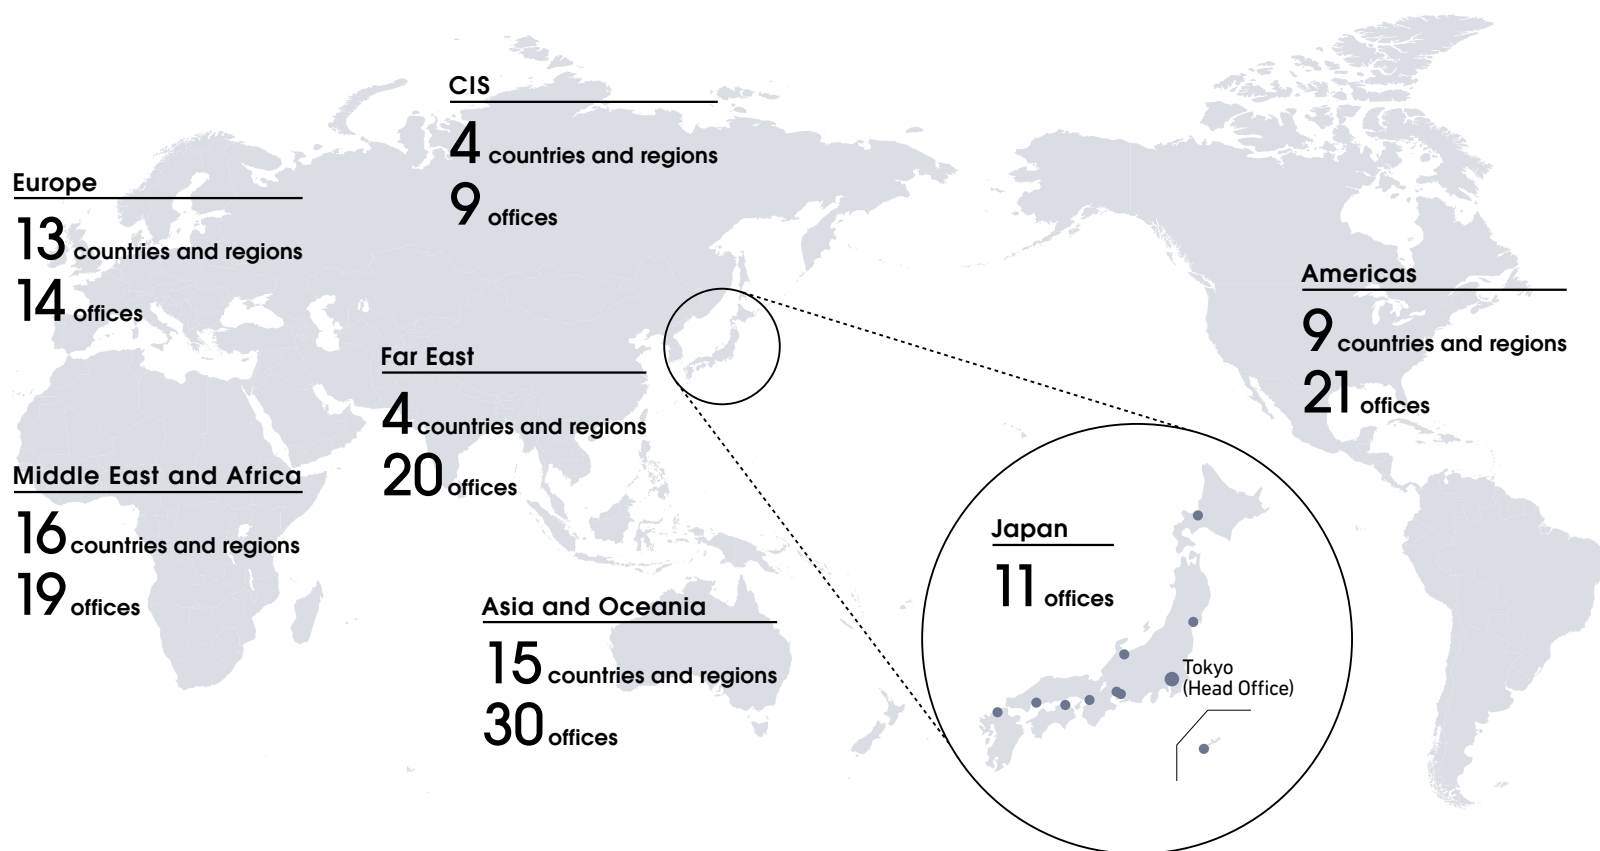 CIS
4 countries and regions
9 offices
Europe
13 countries and regions
14 offices
Americas
9 countries and regions
21 offices
Far East
4 countries and regions
20 offices
Middle East and Africa
16 countries and regions
19 offices
Asia and Oceania
15 countries and regions
30 offices
Japan
11 offices
Tokyo
(Head Office)